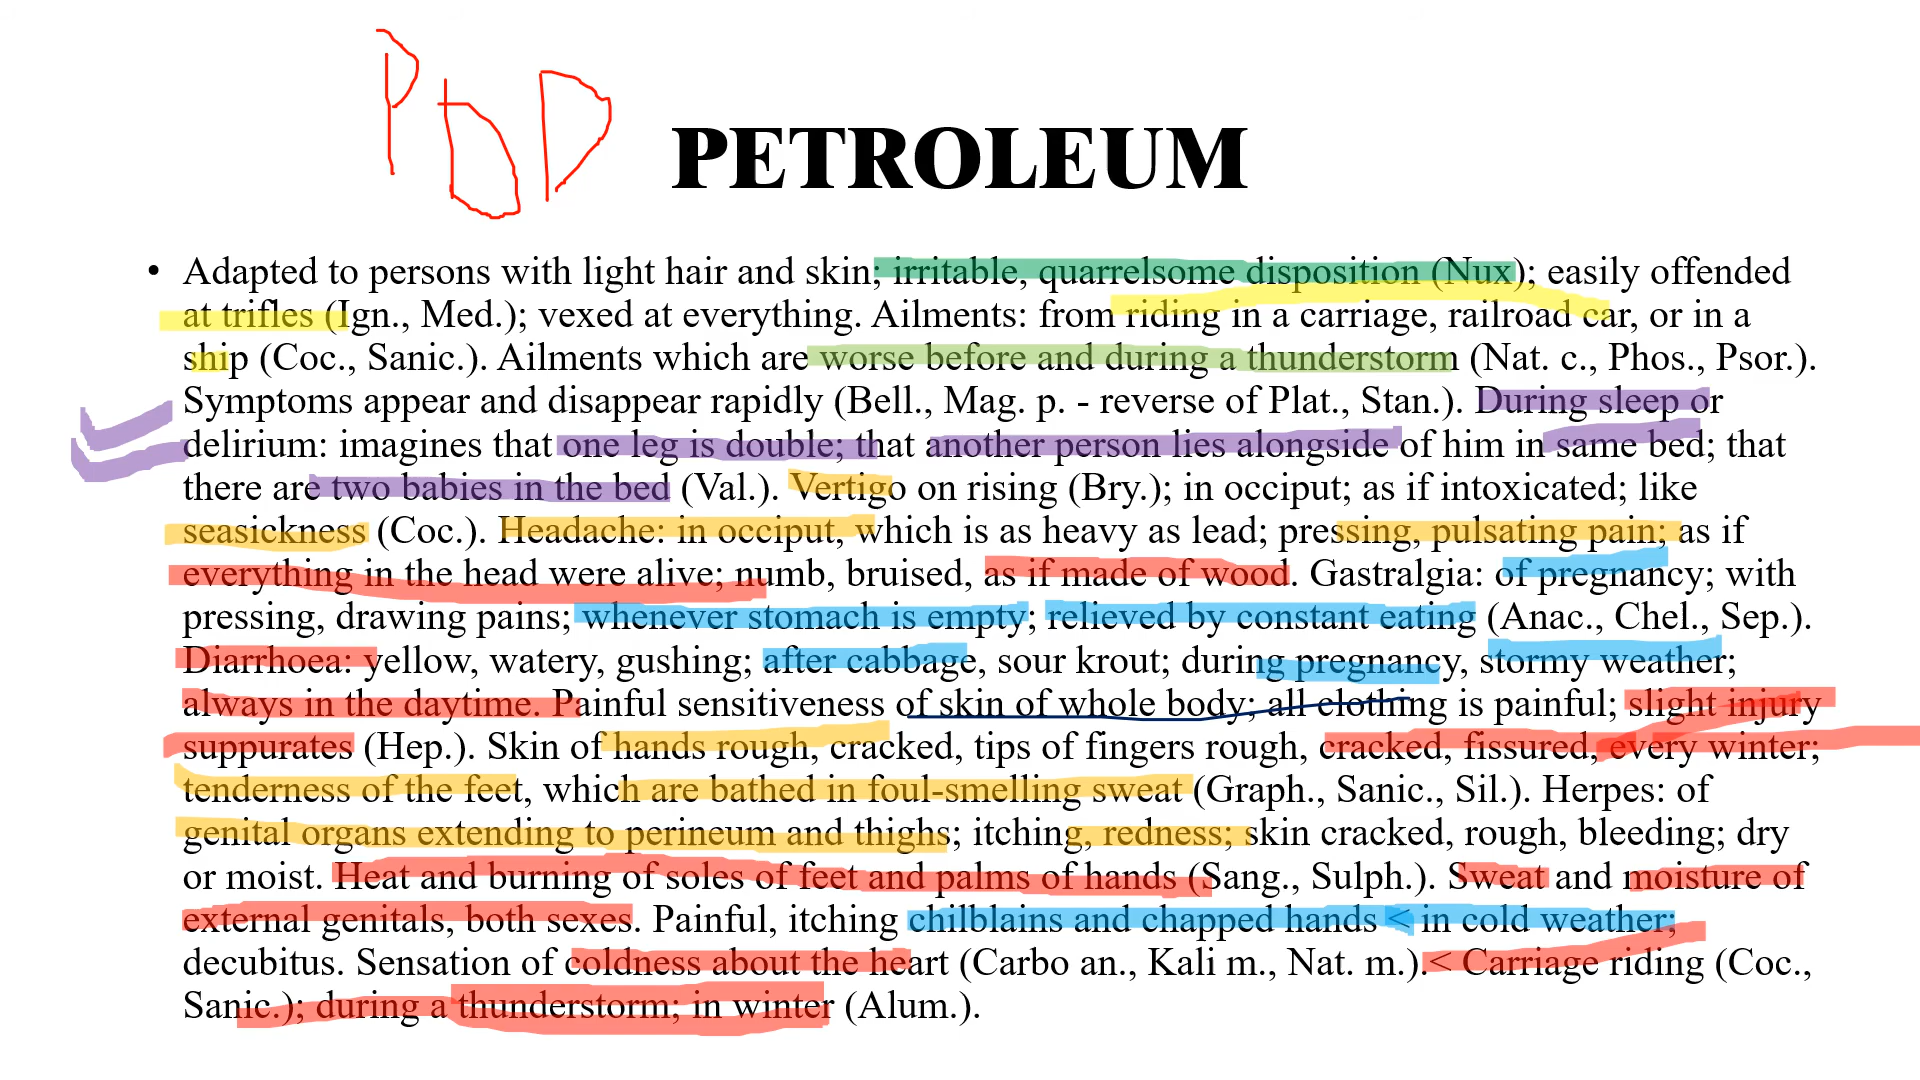 PDD
PETROLEUM
• Adapted to persons with light hair and skin; irritable, quarrelsome disposition (Nux); easily offended
at trifles (Ign., Med.); vexed at everything. Ailments: from riding in a carriage, railroad car, or in a
ship (Coc., Sanic.). Ailments which are worse before and during a thunderstorm (Nat. c., Phos., Psor.).
Symptoms appear and disappear rapidly (Bell., Mag. p. - reverse of Plat., Stan.). During sleep or
delirium: imagines that one leg is double; that another person lies alongside of him in same bed; that
there are two babies in the bed (Val.). Vertigo on rising (Bry.); in occiput; as if intoxicated; like
seasickness (Coc.). Headache: in occiput, which is as heavy as lead; pressing, pulsating pain; as if
everything in the head were alive; numb, bruised, as if made of wood. Gastralgia: of pregnancy; with
pressing, drawing pains; whenever stomach is empty; relieved by constant eating (Anac., Chel., Sep.).
Diarrhoea: yellow, watery, gushing; after cabbage, sour krout; during pregnancy, stormy weather;
always in the daytime. Painful sensitiveness of skin of whole body; all clothing is painful; slight injury
suppurates (Hep.). Skin of hands rough, cracked, tips of fingers rough, cracked, fissured, every winter;
tenderness of the feet, which are bathed in foul-smelling sweat (Graph., Sanic., Sil.). Herpes: of
genital organs extending to perineum and thighs; itching, redness; skin cracked, rough, bleeding; dry
or moist. Heat and burning of soles of feet and palms of hands (Sang., Sulph.). Sweat and moisture of
external genitals, both sexes. Painful, itching chilblains and chapped hands < in cold weather;
decubitus. Sensation of coldness about the heart (Carbo an., Kali m., Nat. m.).< Carriage riding (Coc.,
Sanic.); during a thunderstorm; in winter (Alum.).